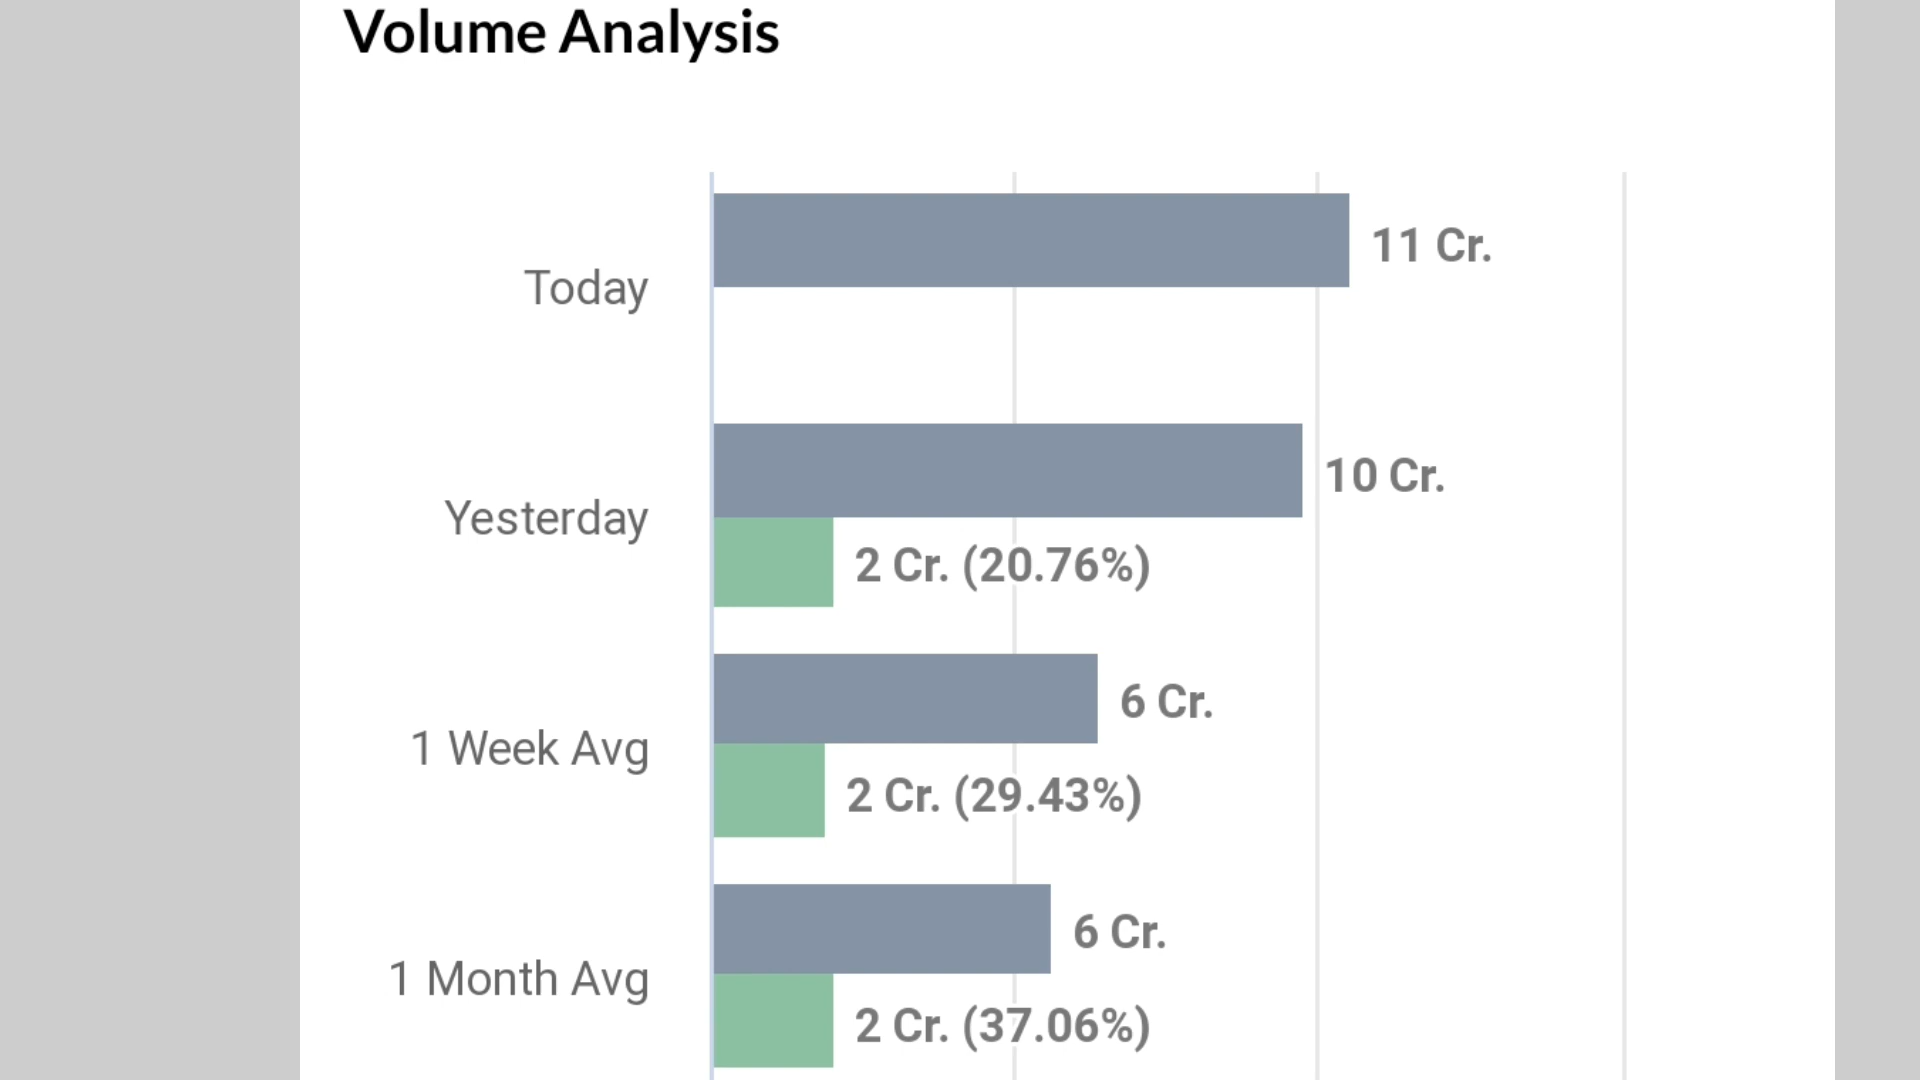 Volume Analysis
Today
11 Cr.
Yesterday
10 Cr.
2 Cr. (20.76%)
1 Week Avg
6 Cr.
2 Cr. (29.43%)
1 Month Avg
6 Cr.
2 Cr. (37.06%)